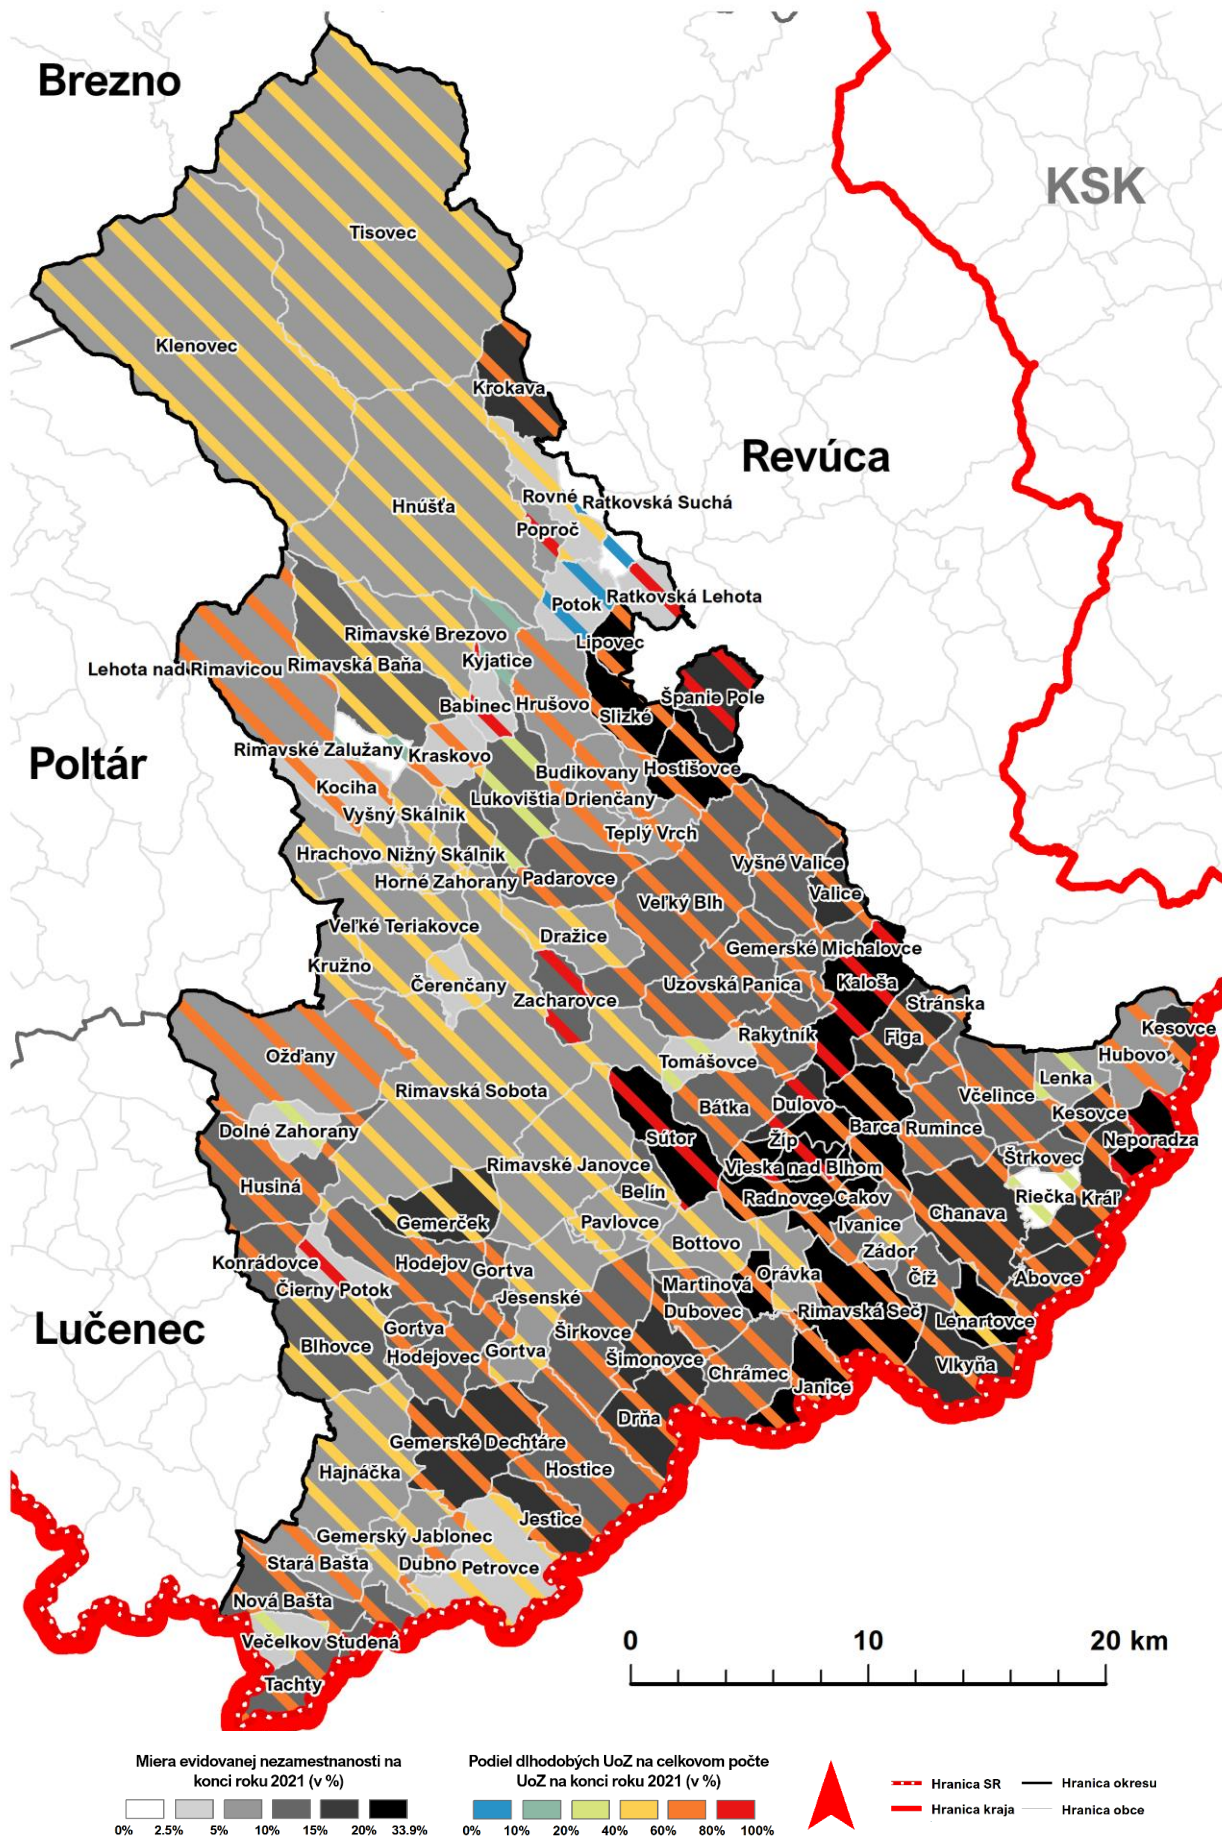 Brezno
KSK
Tisovec
Klenovec
Krokava
Revúca
Rovné
Ratkovská Suchá
Hnúšťa
Poproč
Ratkovská Lehota
Potok
Rimavské Brezovo
Lipovec
Kyjatice
Lehota nad Rimavicou
Rimavská Baňa
Španie Pole
Babinec
Hrušovo
Slizké
Poltár
Rimavské Zalužany
Kraskovo
Budikovany
Hostišovce
Kociha
Lukovištia
Drienčany
Vyšný Skálnik
Teplý Vrch
Hrachovo
Nižný Skálnik
Vyšné Valice
Horné Zahorany
Padarovce
Valice
Veľký Blh
Veľké Teriakovce
Dražice
Gemerské Michalovce
Kružno
Čerenčany
Uzovská Panica
Kaloša
Zacharovce
Stránska
Kesovce
Rakytník
Figa
Ožďany
Tomášovce
Hubovo
Lenka
Rimavská Sobota
Včelince
Bátka
Dulovo
Kesovce
Dolné Zahorany
Sútor
Žíp
Barca
Rumince
Neporadza
Rimavské Janovce
Vieska nad Blhom
Štrkovec
Husiná
Belín
Radnovce
Cakov
Riečka
Kráľ
Gemerček
Pavlovce
Ivanice
Chanava
Bottovo
Zádor
Konrádovce
Hodejov
Gortva
Orávka
Číž
Abovce
Čierny Potok
Martinová
Jesenské
Dubovec
Rimavská Seč
Lenartovce
Lučenec
Gortva
Širkovce
Blhovce
Hodejovec
Gortva
Šimonovce
Vlkyňa
Chrámec
Janice
Drňa
Gemerské Dechtáre
Hajnáčka
Hostice
Jestice
Gemerský Jablonec
Stará Bašta
Dubno
Petrovce
Nová Bašta
Večelkov
Studená
Tachty
0 10 20 km
Miera evidovanej nezamestnanosti na
konci roku 2021 (v %)
0% 2.5% 5% 10% 15% 20% 33.9%
Podiel dlhodobých UoZ na celkovom počte
UoZ na konci roku 2021 (v %)
0% 10% 20% 40% 60% 80% 100%
Hranica SR
Hranica okresu
Hranica kraja
Hranica obce